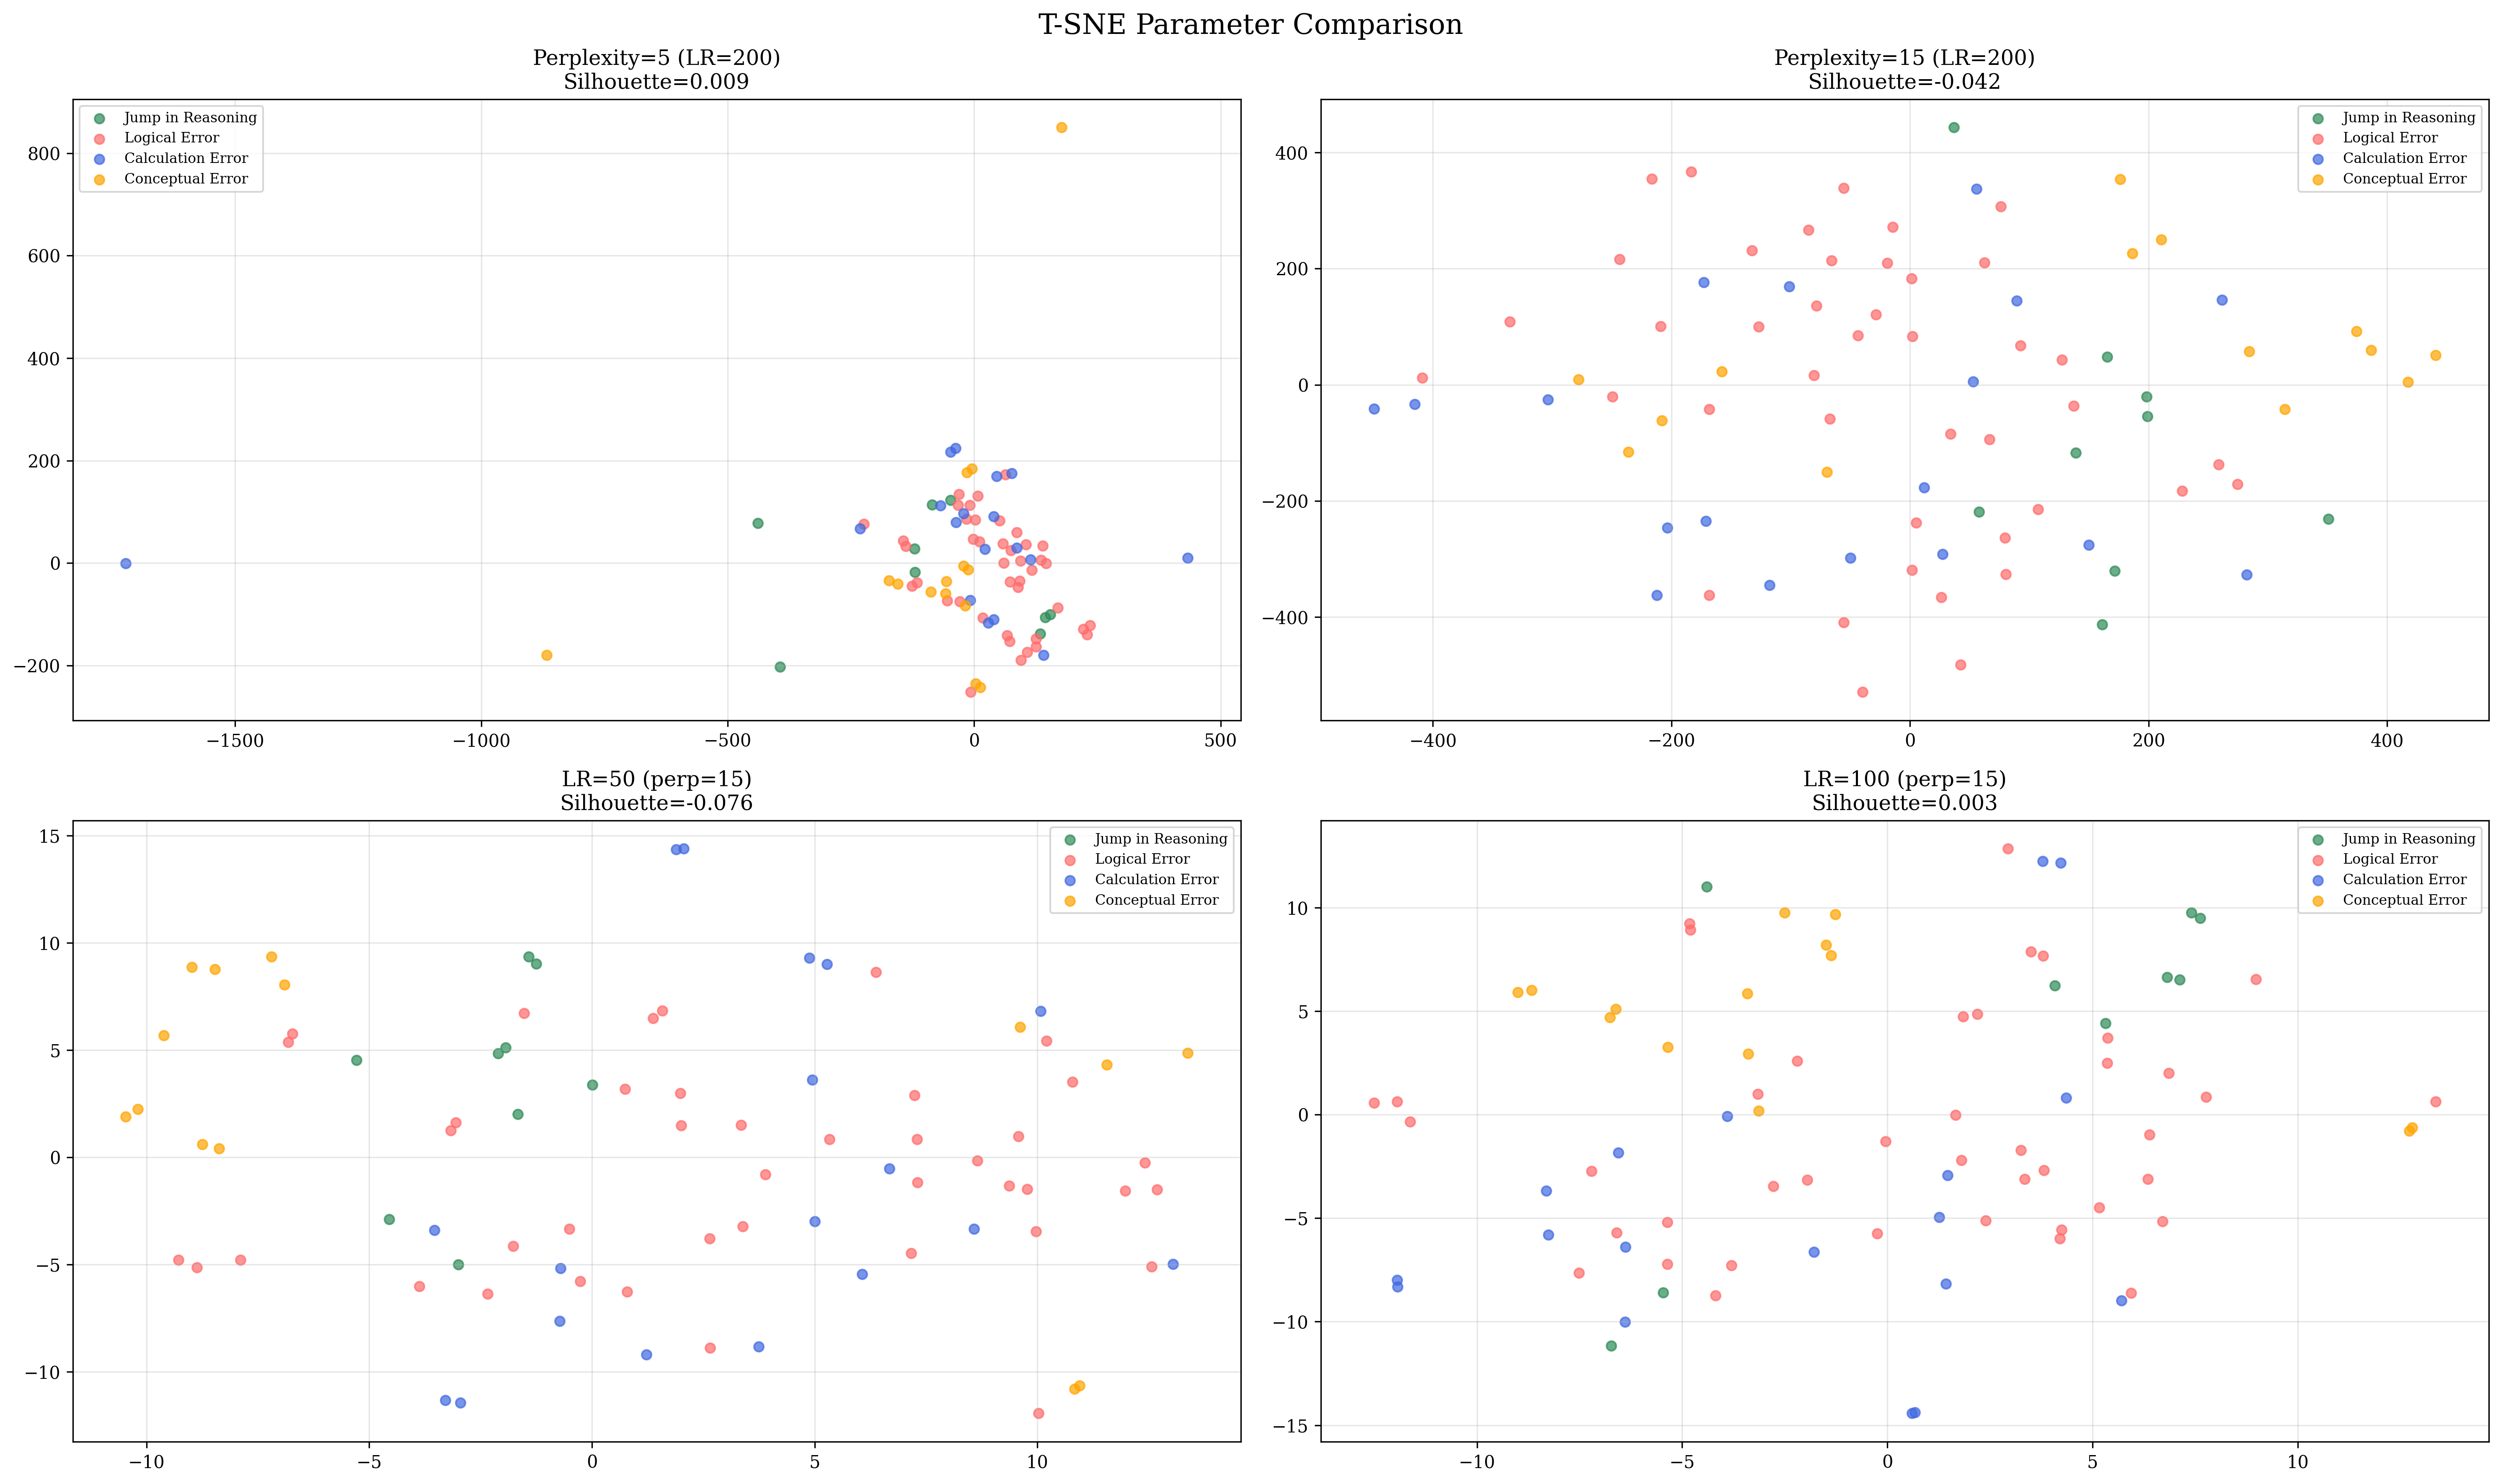 T-SNE Parameter Comparison
Perplexity=5 (LR=200)
Silhouette=0.009
Jump in Reasoning
Logical Error
Calculation Error
Conceptual Error
800
600
400
200
0
−200
−1500
−1000
−500
0
500
Perplexity=15 (LR=200)
Silhouette=-0.042
Jump in Reasoning
Logical Error
Calculation Error
Conceptual Error
400
200
0
−200
−400
−400
−200
0
200
400
LR=50 (perp=15)
Silhouette=-0.076
Jump in Reasoning
Logical Error
Calculation Error
Conceptual Error
15
10
5
0
−5
−10
−10
−5
0
5
10
LR=100 (perp=15)
Silhouette=0.003
Jump in Reasoning
Logical Error
Calculation Error
Conceptual Error
10
5
0
−5
−10
−15
−10
−5
0
5
10